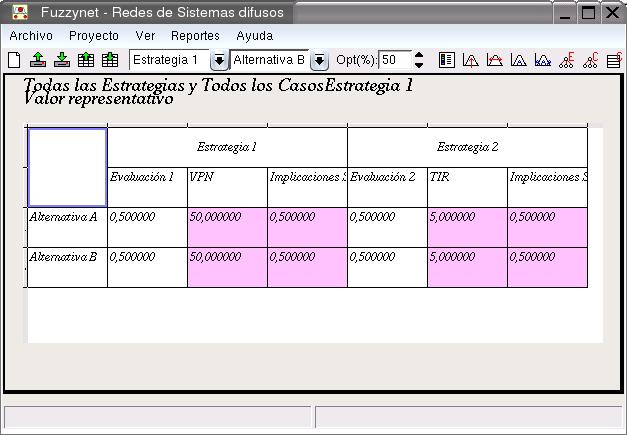 Fuzzynet - Redes de Sistemas difusos
Archivo Proyecto Ver Reportes Ayuda
Estrategia 1 Alternativa B Opt(%): 50
Todas las Estrategias y Todos los CasosEstrategia 1
Valor representativo
Estrategia 1 Estrategia 2
Evaluación 1 VPN Implicaciones S Evaluación 2 TIR Implicaciones S
Alternativa A 0,500000 50,000000 0,500000 0,500000 5,000000 0,500000
Alternativa B 0,500000 50,000000 0,500000 0,500000 5,000000 0,500000